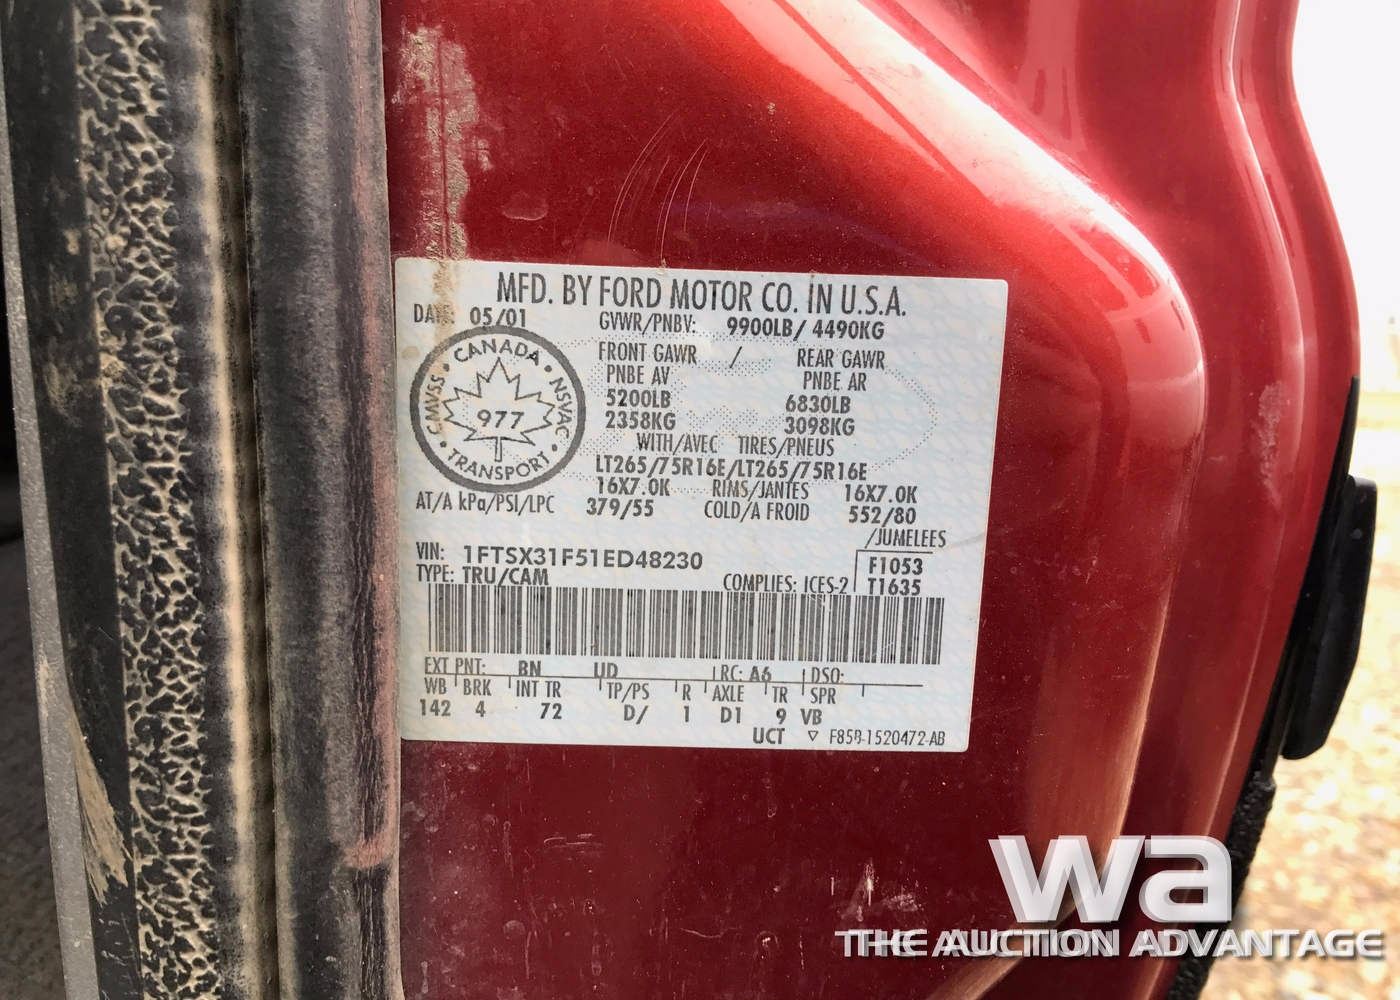 MFD. BY FORD MOTOR CO. IN U.S.A.
DATE: 05/01 GVWR/PNBV: 9900LB/ 4490KG
FRONT GAWR / REAR GAWR
PNBE AV PNBE AR
5200LB 6830LB
2358KG 3098KG
WITH/AVEC TIRES/PNEUS
LT265/75R16E/LT265/75R16E
16X7.0K RIMS/JANTES 16X7.0K
AT/A kPa/PSI/LPC 379/55 COLD/A FROID 552/80
/JUMELEES
CANADA
CMVSS 977 NSVAC
TRANSPORT
VIN: 1FTSX31F51ED48230 F1053
TYPE: TRU/CAM COMPLIES: ICES-2 T1635
EXT PNT: BN UD RC: A6 DSO:
WB BRK INT TR TP/PS R AXLE TR SPR
142 4 72 D/ 1 D1 9 VB
UCT ▽ F85B-1520472-AB
wa
THE AUCTION ADVANTAGE